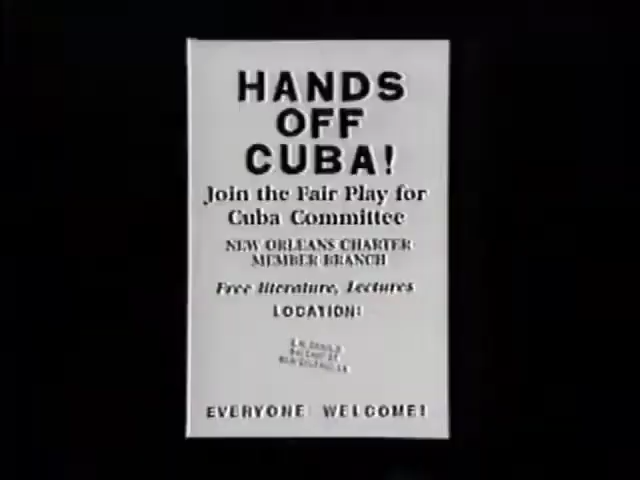 HANDS
OFF
CUBA!
Join the Fair Play for
Cuba Committee
NEW ORLEANS CHARTER
MEMBER BRANCH
Free literature, Lectures
LOCATION:
EVERYONE WELCOME!